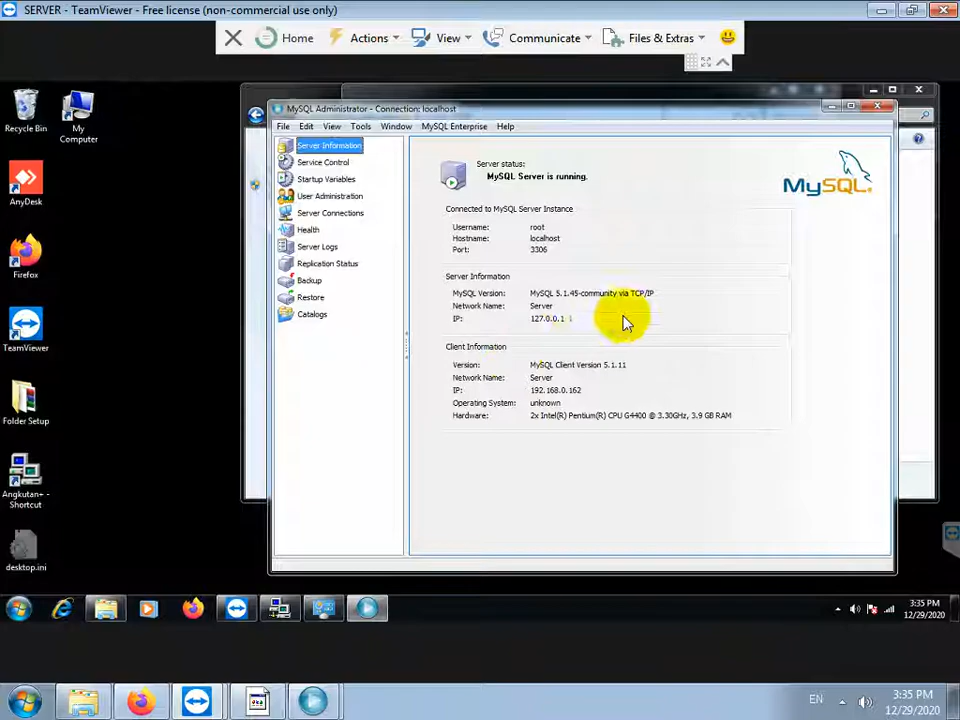 SERVER - TeamViewer - Free license (non-commercial use only)
Home
Actions
View
Communicate
Files & Extras
Recycle Bin
My Computer
AnyDesk
Firefox
TeamViewer
Folder Setup
Angkutan+ - Shortcut
desktop.ini
MySQL Administrator - Connection: localhost
File Edit View Tools Window MySQL Enterprise Help
Server Information
Service Control
Startup Variables
User Administration
Server Connections
Health
Server Logs
Replication Status
Backup
Restore
Catalogs
Server status:
MySQL Server is running.
MySQL
Connected to MySQL Server Instance
Username: root
Hostname: localhost
Port: 3306
Server Information
MySQL Version: MySQL 5.1.45-community via TCP/IP
Network Name: Server
IP: 127.0.0.1
Client Information
Version: MySQL Client Version 5.1.11
Network Name: Server
IP: 192.168.0.162
Operating System: unknown
Hardware: 2x Intel(R) Pentium(R) CPU G4400 @ 3.30GHz, 3.9 GB RAM
3:35 PM
12/29/2020
EN
3:35 PM
12/29/2020